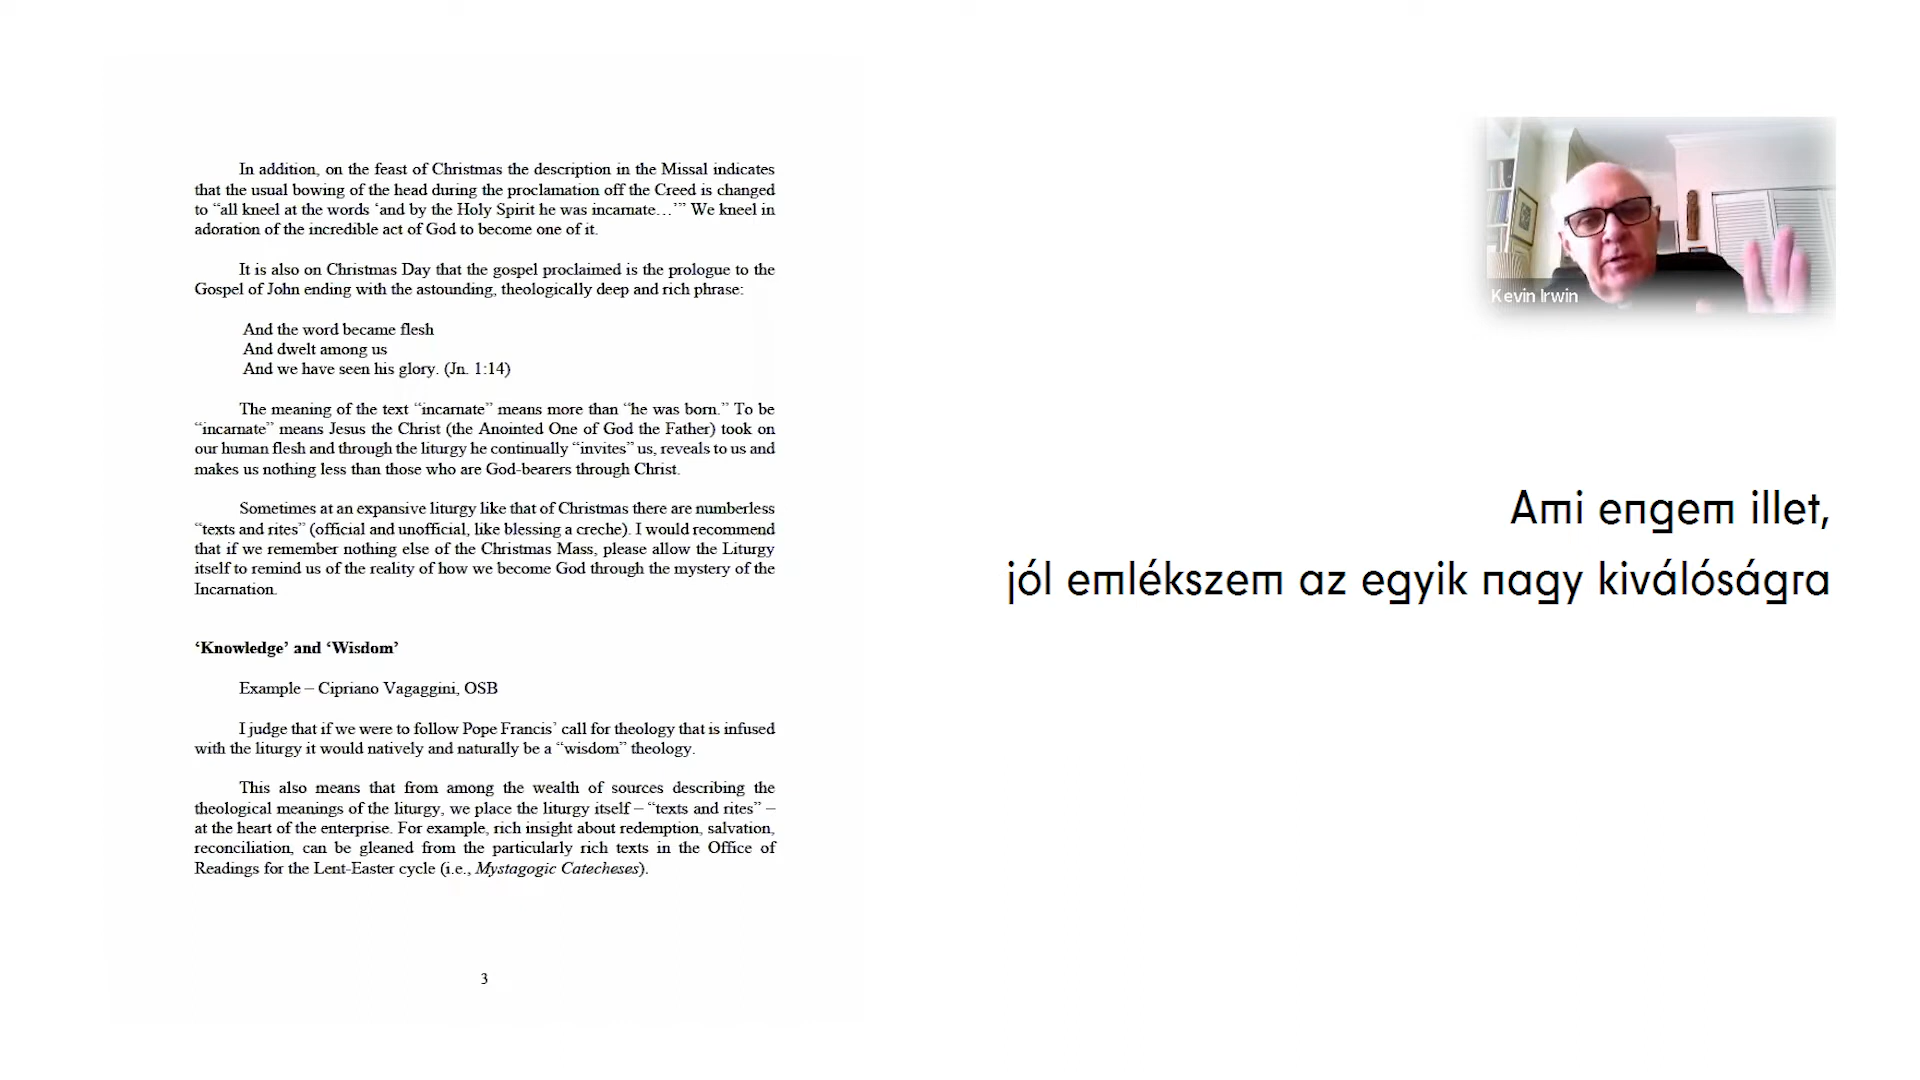 In addition, on the feast of Christmas the description in the Missal indicates
that the usual bowing of the head during the proclamation off the Creed is changed
to “all kneel at the words ‘and by the Holy Spirit he was incarnate…’” We kneel in
adoration of the incredible act of God to become one of it.
It is also on Christmas Day that the gospel proclaimed is the prologue to the
Gospel of John ending with the astounding, theologically deep and rich phrase:
And the word became flesh
And dwelt among us
And we have seen his glory. (Jn. 1:14)
The meaning of the text “incarnate” means more than “he was born.” To be
“incarnate” means Jesus the Christ (the Anointed One of God the Father) took on
our human flesh and through the liturgy he continually “invites” us, reveals to us and
makes us nothing less than those who are God-bearers through Christ.
Sometimes at an expansive liturgy like that of Christmas there are numberless
“texts and rites” (official and unofficial, like blessing a creche). I would recommend
that if we remember nothing else of the Christmas Mass, please allow the Liturgy
itself to remind us of the reality of how we become God through the mystery of the
Incarnation.
‘Knowledge’ and ‘Wisdom’
Example – Cipriano Vagaggini, OSB
I judge that if we were to follow Pope Francis’ call for theology that is infused
with the liturgy it would natively and naturally be a “wisdom” theology.
This also means that from among the wealth of sources describing the
theological meanings of the liturgy, we place the liturgy itself – “texts and rites” –
at the heart of the enterprise. For example, rich insight about redemption, salvation,
reconciliation, can be gleaned from the particularly rich texts in the Office of
Readings for the Lent-Easter cycle (i.e., Mystagogic Catecheses).
3
Kevin Irwin
Ami engem illet,
jól emlékszem az egyik nagy kiválóságra